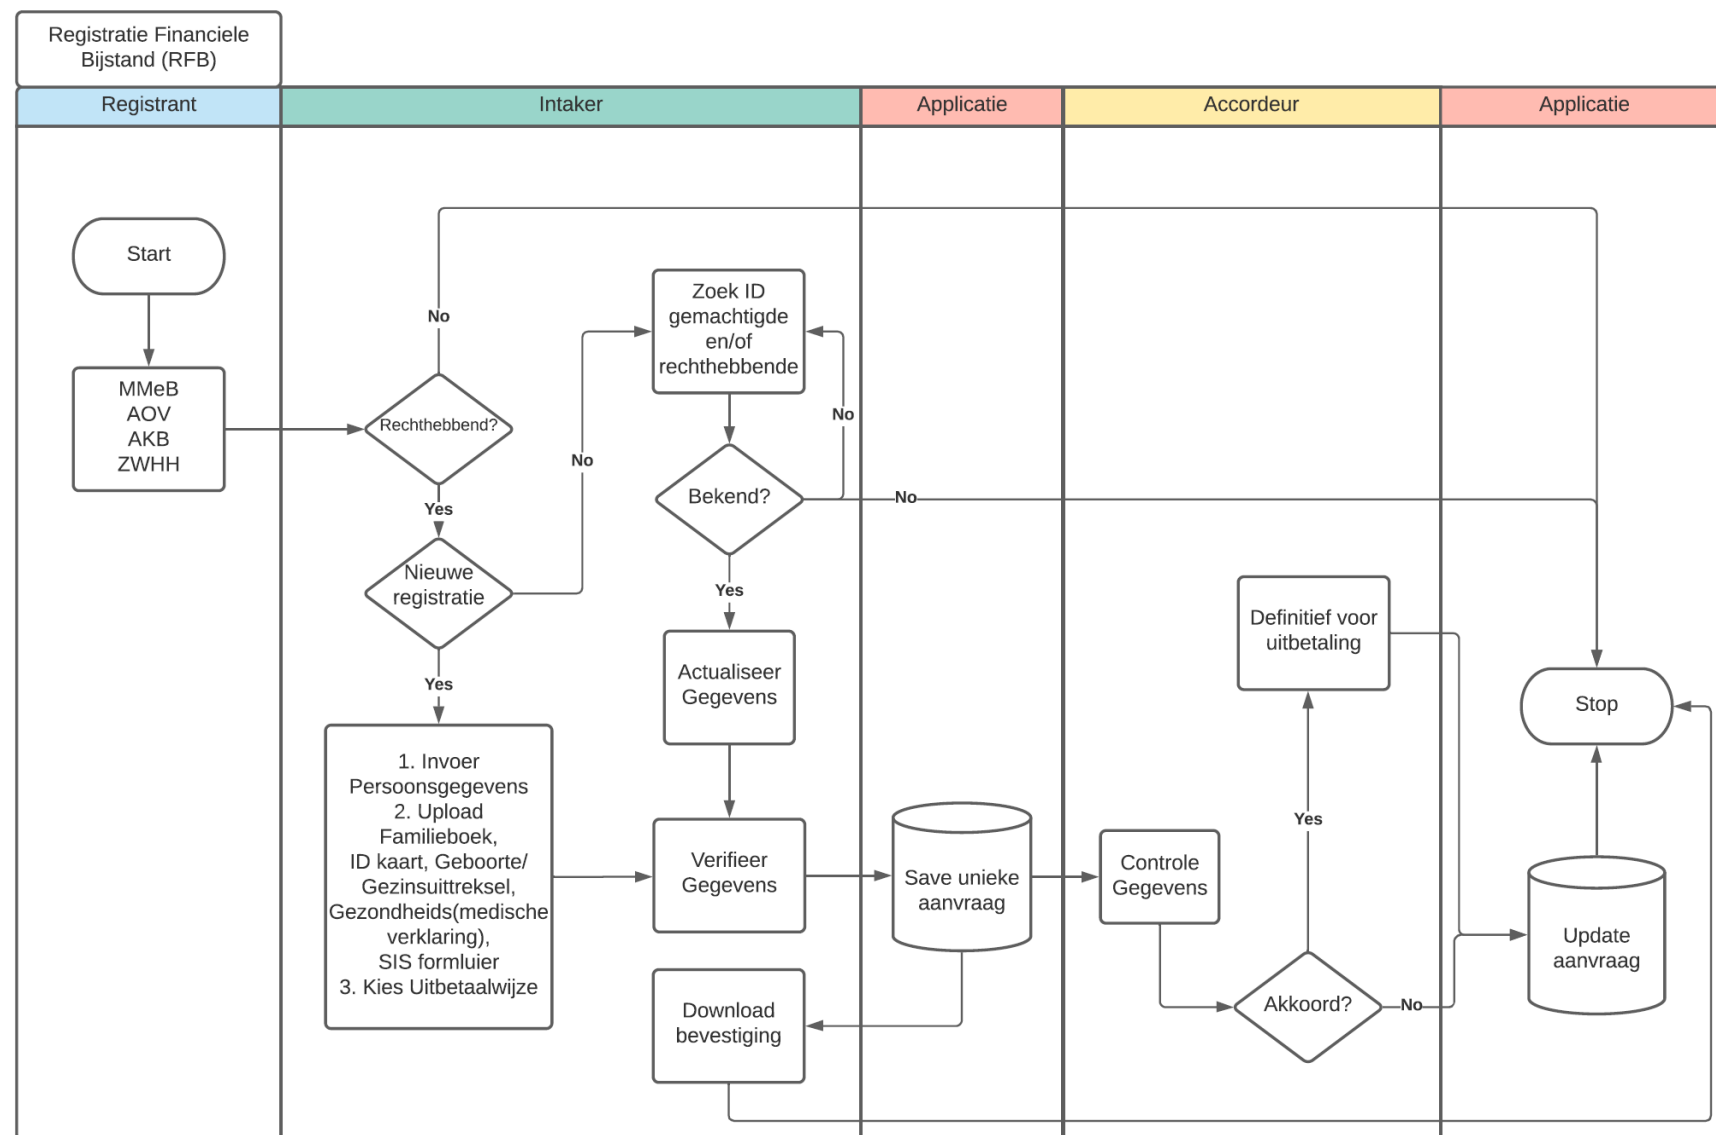 Registratie Financiele
Bijstand (RFB)
Registrant
Intaker
Applicatie
Accordeur
Applicatie
Start
MMeB
AOV
AKB
ZWHH
No
Rechthebbend?
Yes
Nieuwe
registratie
No
Yes
1. Invoer
Persoonsgegevens
2. Upload
Familieboek,
ID kaart, Geboorte/
Gezinsuittreksel,
Gezondheids(medische
verklaring),
SIS formluier
3. Kies Uitbetaalwijze
Zoek ID
gemachtigde
en/of
rechthebbende
No
Bekend?
No
Yes
Actualiseer
Gegevens
Verifieer
Gegevens
Download
bevestiging
Save unieke
aanvraag
Controle
Gegevens
Akkoord?
Yes
No
Definitief voor
uitbetaling
Update
aanvraag
Stop